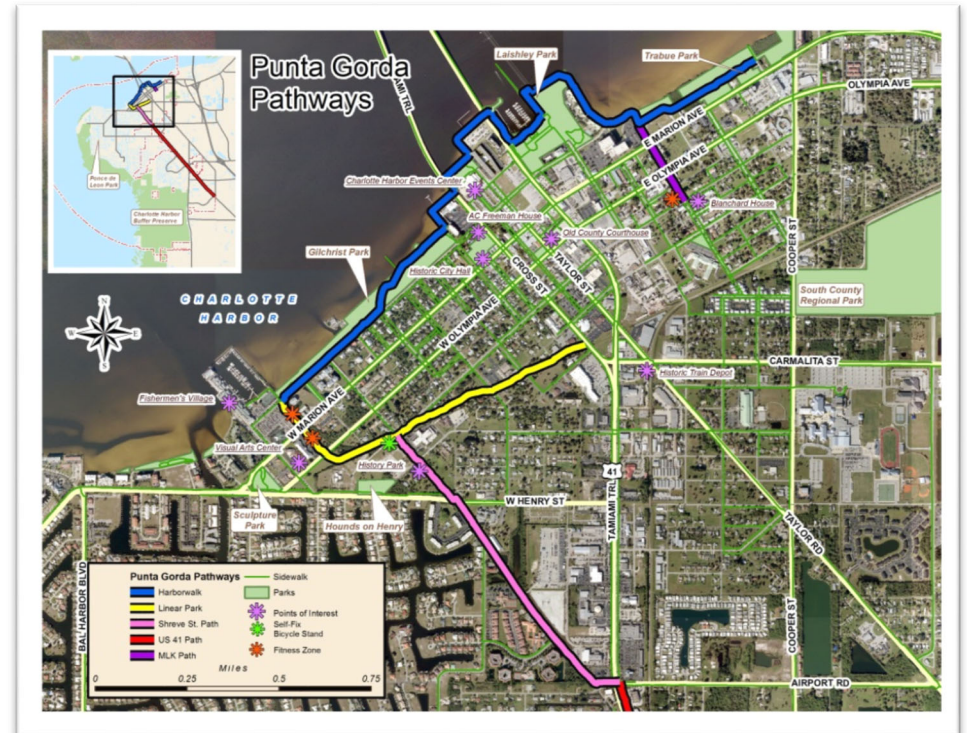 Punta Gorda
Pathways
Laishley Park
Trabue Park
OLYMPIA AVE
E MARION AVE
E OLYMPIA AVE
Ponce de
Leon Park
Charlotte Harbor
Buffer Preserve
Charlotte Harbor Events Center
Blanchard House
AC Freeman House
Old County Courthouse
Gilchrist Park
Historic City Hall
CROSS ST
TAYLOR ST
COOPER ST
CHARLOTTE
HARBOR
N
W
E
S
South County
Regional Park
W OLYMPIA AVE
CARMALITA ST
Historic Train Depot
Fishermen's Village
W MARION AVE
Visual Arts Center
History Park
41
W HENRY ST
TAMIAMI TRL
Sculpture
Park
Hounds on Henry
TAYLOR RD
BAL HARBOR BLVD
COOPER ST
AIRPORT RD
Punta Gorda Pathways
Harborwalk
Linear Park
Shreve St. Path
US 41 Path
MLK Path
Sidewalk
Parks
Points of Interest
Self-Fix
Bicycle Stand
Fitness Zone
Miles
0 0.25 0.5 0.75